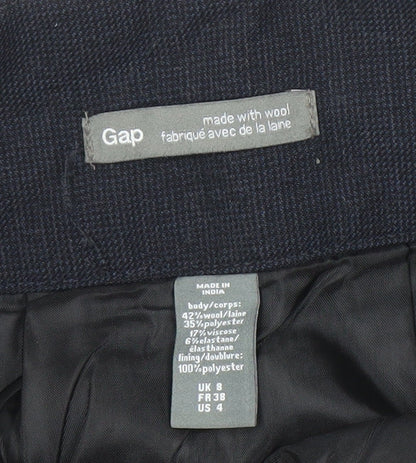 Gap
made with wool
fabriqué avec de la laine
MADE IN
INDIA
body/corps:
42%wool/laine
35%polyester
17%viscose
6%elastane/
élasthanne
lining/doublure:
100%polyester
UK 8
FR 38
US 4